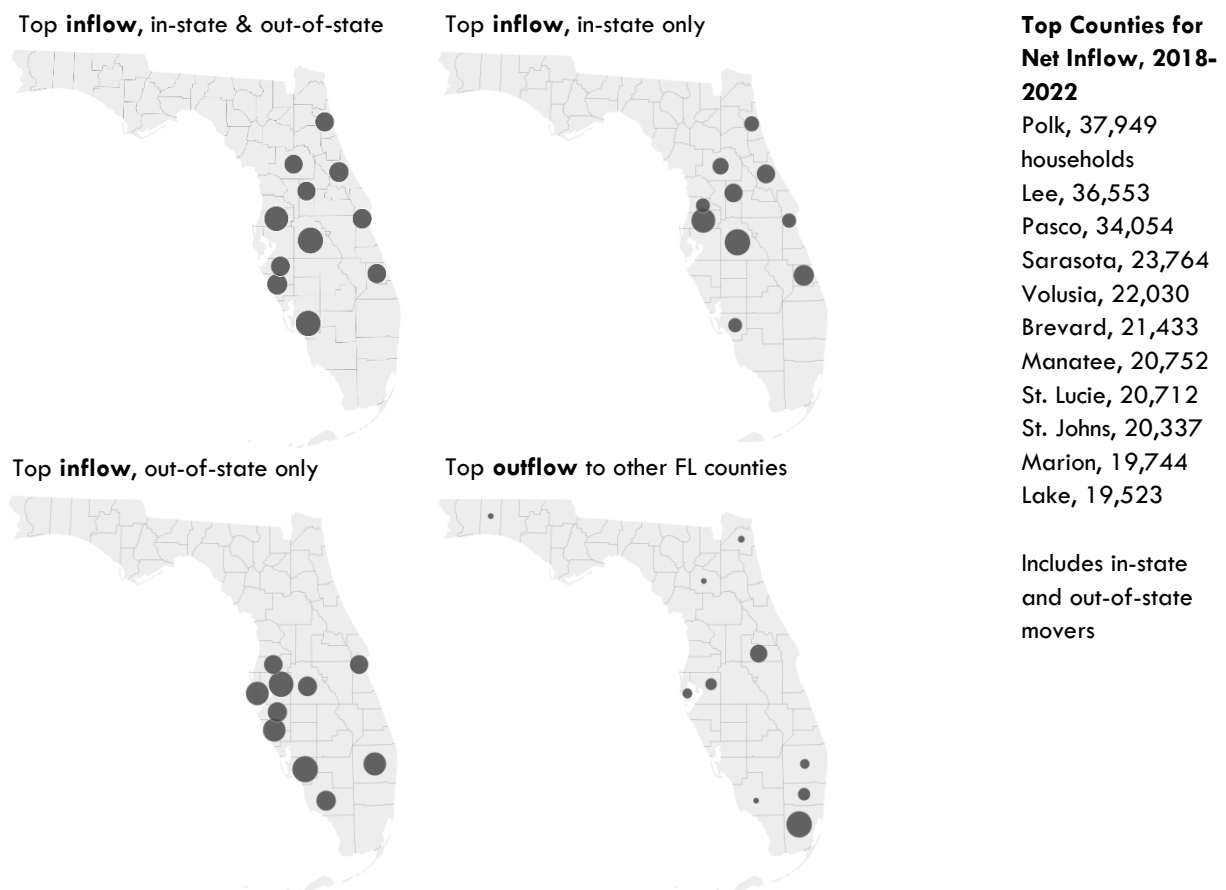 Top inflow, in-state & out-of-state
Top inflow, in-state only
Top inflow, out-of-state only
Top outflow to other FL counties
Top Counties for
Net Inflow, 2018-
2022
Polk, 37,949
households
Lee, 36,553
Pasco, 34,054
Sarasota, 23,764
Volusia, 22,030
Brevard, 21,433
Manatee, 20,752
St. Lucie, 20,712
St. Johns, 20,337
Marion, 19,744
Lake, 19,523
Includes in-state
and out-of-state
movers